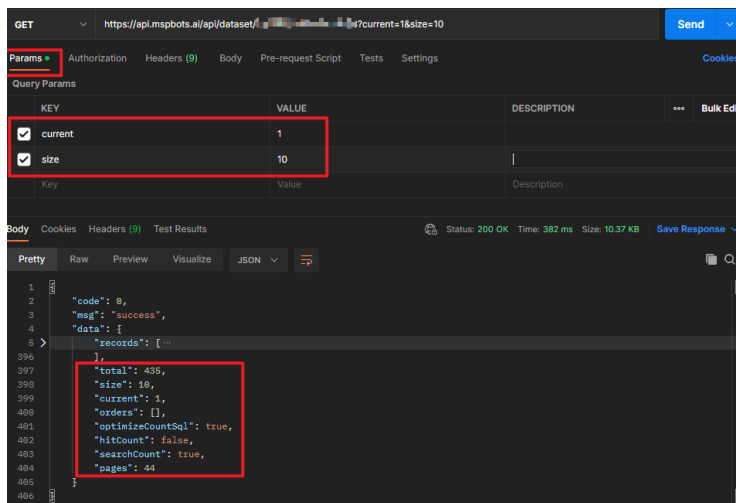 GET https://api.mspbots.ai/api/dataset/ ?current=1&size=10 Send
Params Authorization Headers (9) Body Pre-request Script Tests Settings Cookies
Query Params
KEY VALUE DESCRIPTION ••• Bulk Edi
current 1
size 10
Key Value Description
Body Cookies Headers (9) Test Results Status: 200 OK Time: 382 ms Size: 10.37 KB Save Response
Pretty Raw Preview Visualize JSON
1 {
2 "code": 0,
3 "msg": "success",
4 "data": {
5 "records": [ …
396 ],
397 "total": 435,
398 "size": 10,
399 "current": 1,
400 "orders": [],
401 "optimizeCountSql": true,
402 "hitCount": false,
403 "searchCount": true,
404 "pages": 44
405 }
406 }